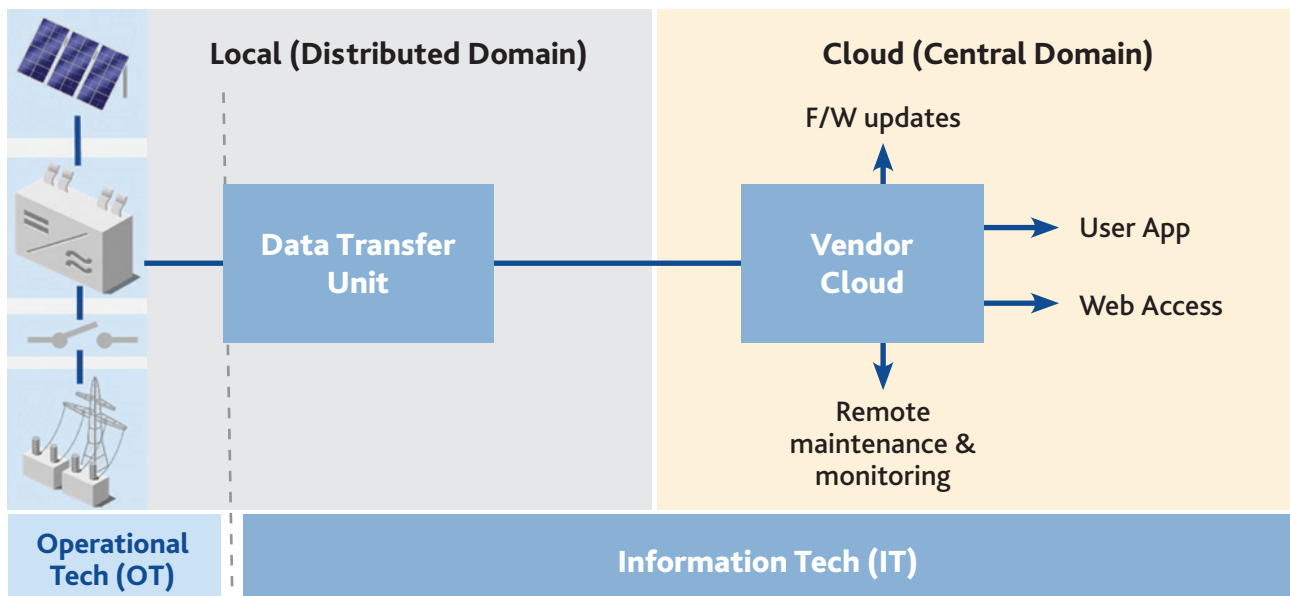 Local (Distributed Domain)
Cloud (Central Domain)
F/W updates
Data Transfer
Unit
Vendor
Cloud
User App
Web Access
Remote
maintenance &
monitoring
Operational
Tech (OT)
Information Tech (IT)